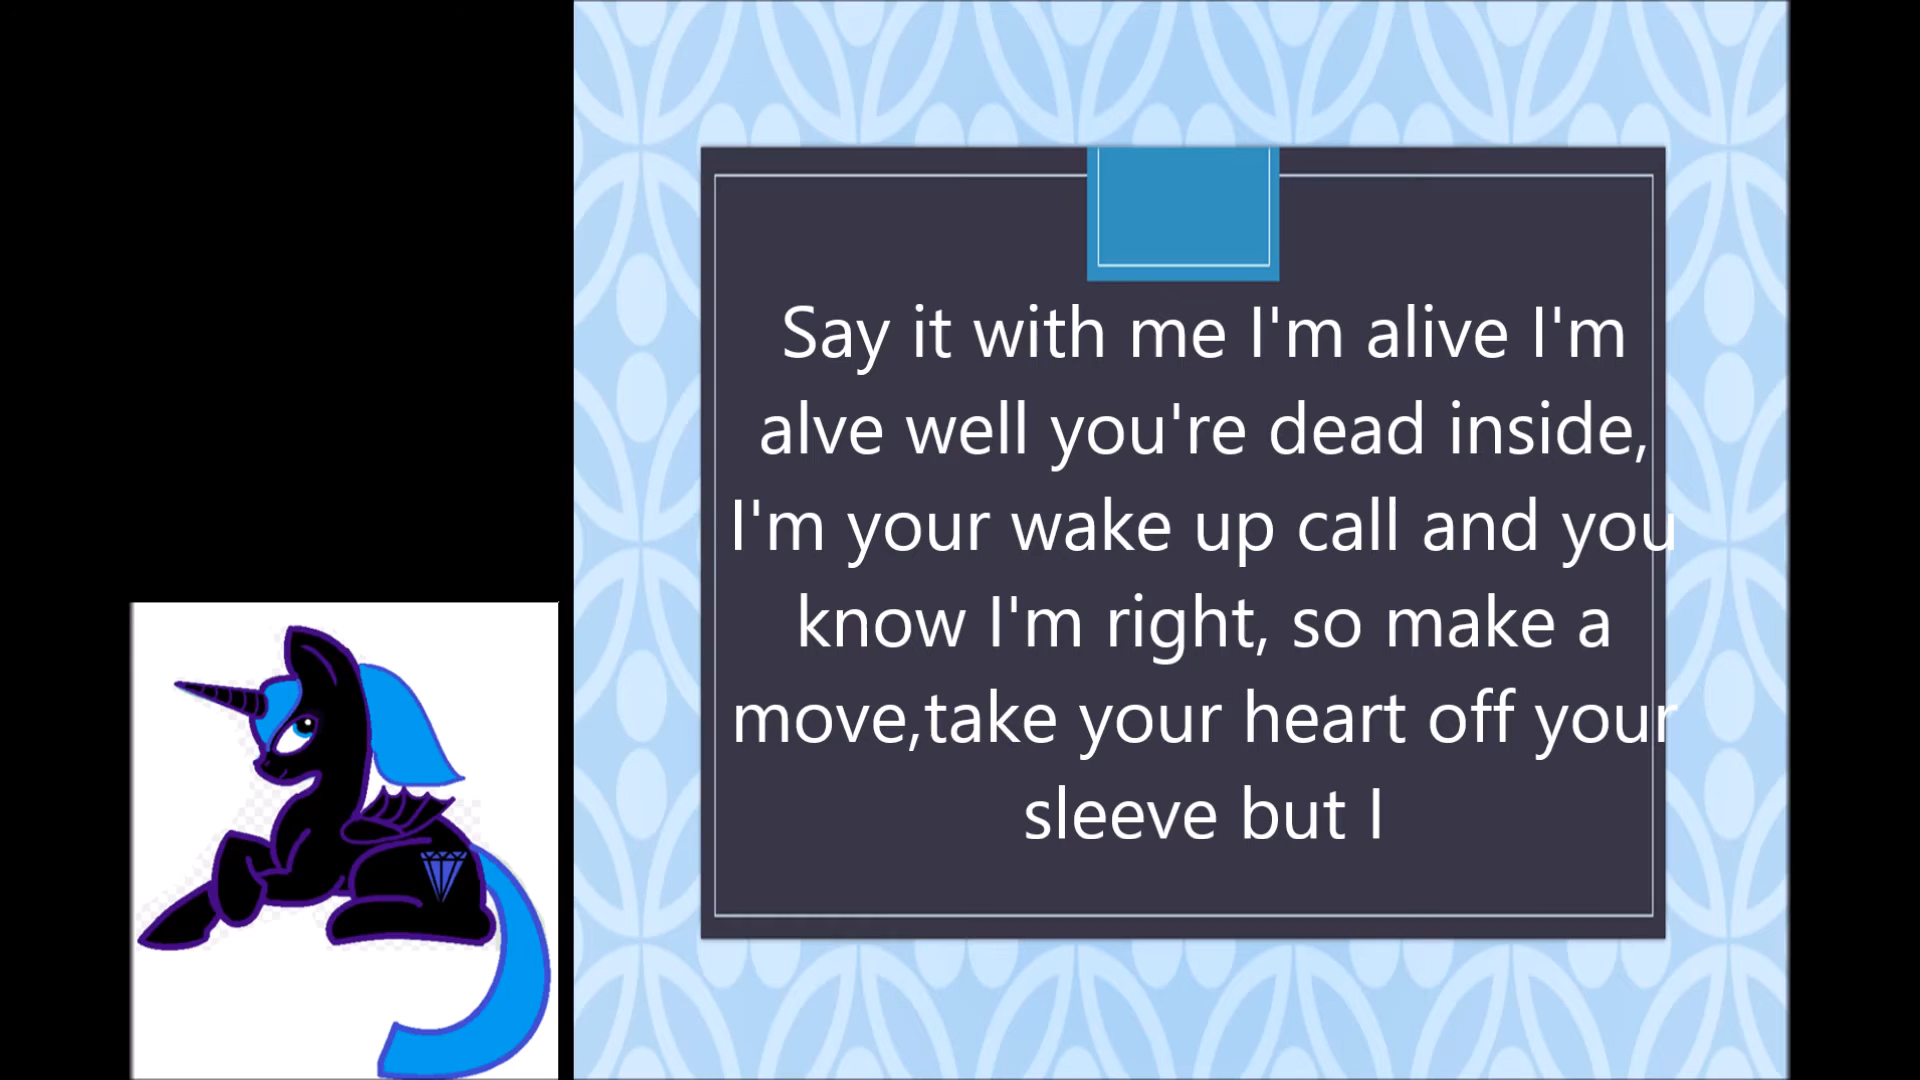 Say it with me I'm alive I'm
alve well you're dead inside,
I'm your wake up call and you
know I'm right, so make a
move,take your heart off your
sleeve but I